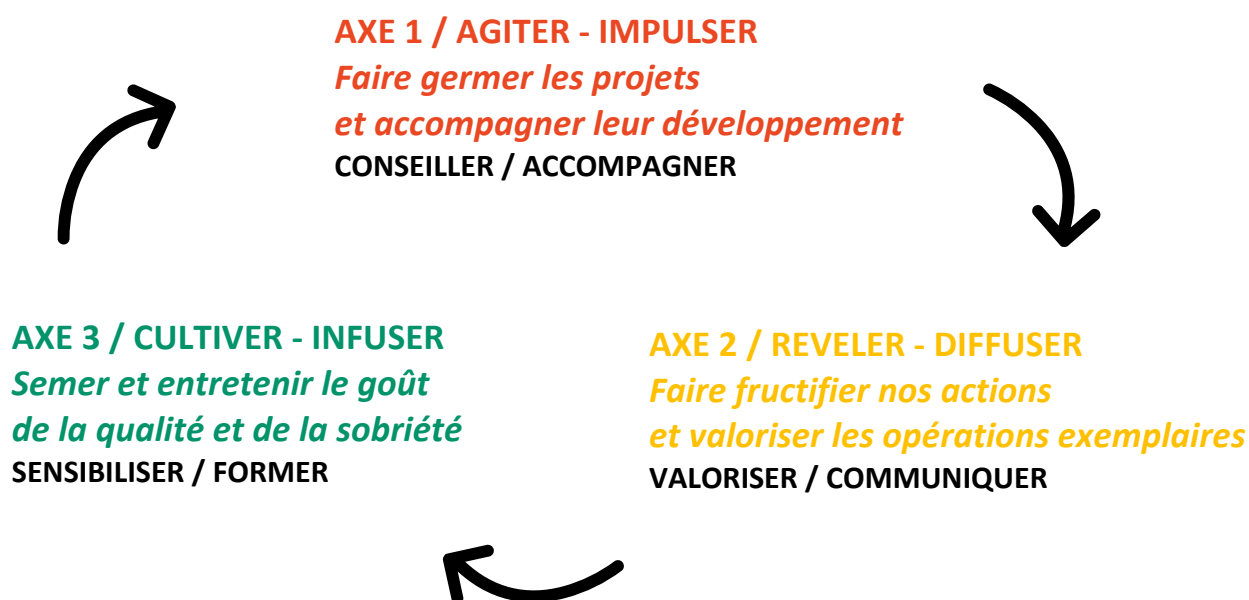 AXE 1 / AGITER - IMPULSER
Faire germer les projets
et accompagner leur développement
CONSEILLER / ACCOMPAGNER
AXE 3 / CULTIVER - INFUSER
Semer et entretenir le goût
de la qualité et de la sobriété
SENSIBILISER / FORMER
AXE 2 / REVELER - DIFFUSER
Faire fructifier nos actions
et valoriser les opérations exemplaires
VALORISER / COMMUNIQUER